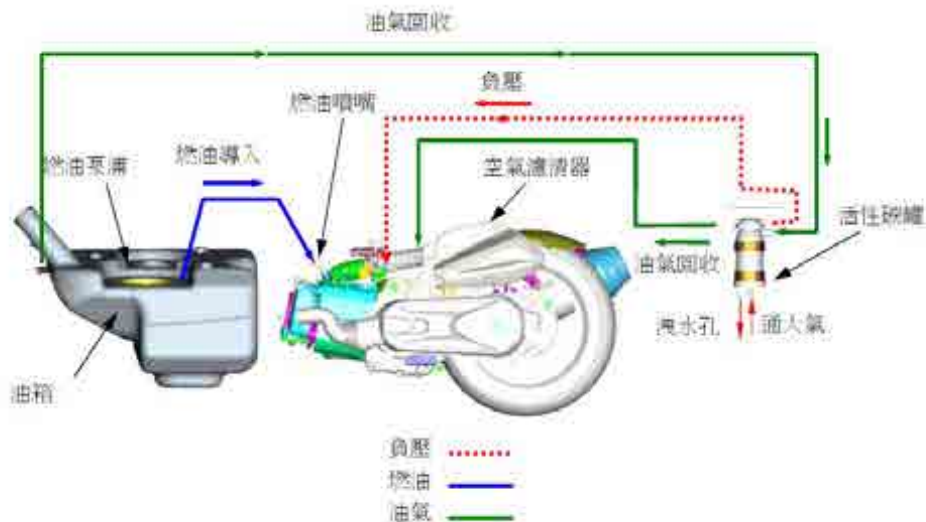 油氣回收
負壓
燃油噴嘴
燃油泵浦
燃油導入
空氣濾清器
活性碳罐
油氣回收
洩水孔
通大氣
油箱
負壓
燃油
油氣